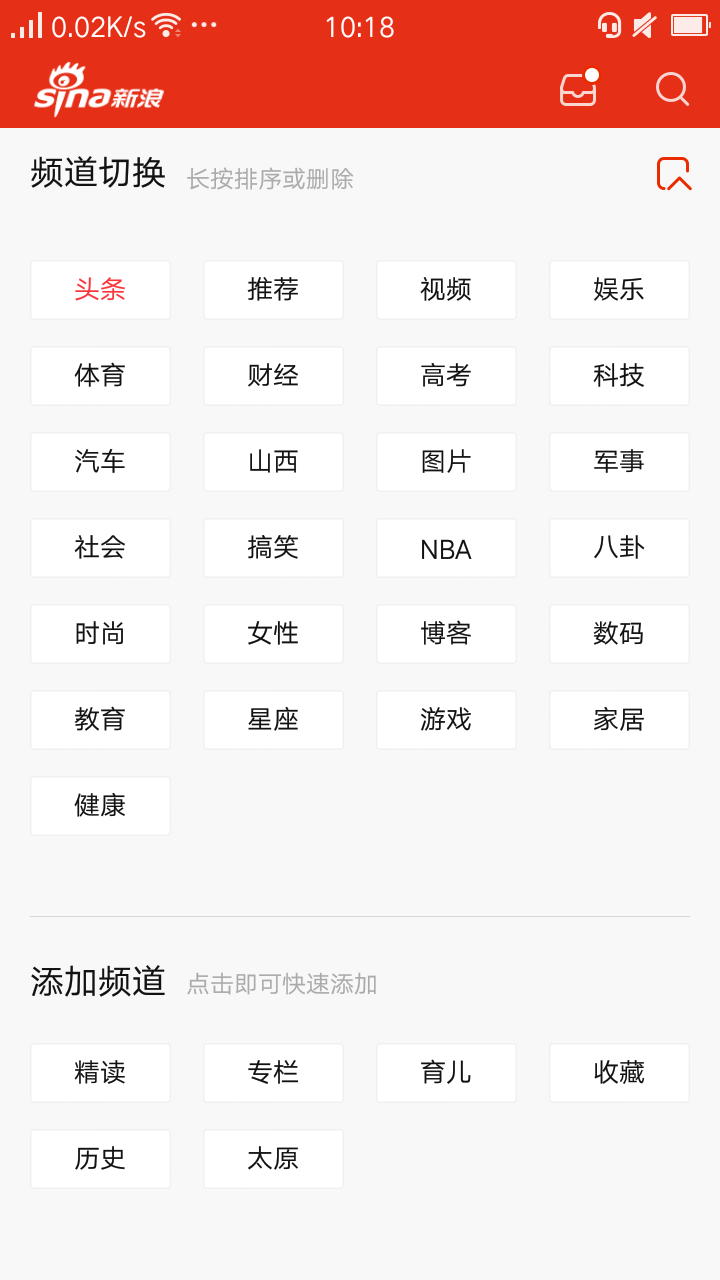 0.02K/s 10:18
sina新浪
频道切换 长按排序或删除
头条 推荐 视频 娱乐
体育 财经 高考 科技
汽车 山西 图片 军事
社会 搞笑 NBA 八卦
时尚 女性 博客 数码
教育 星座 游戏 家居
健康
添加频道 点击即可快速添加
精读 专栏 育儿 收藏
历史 太原